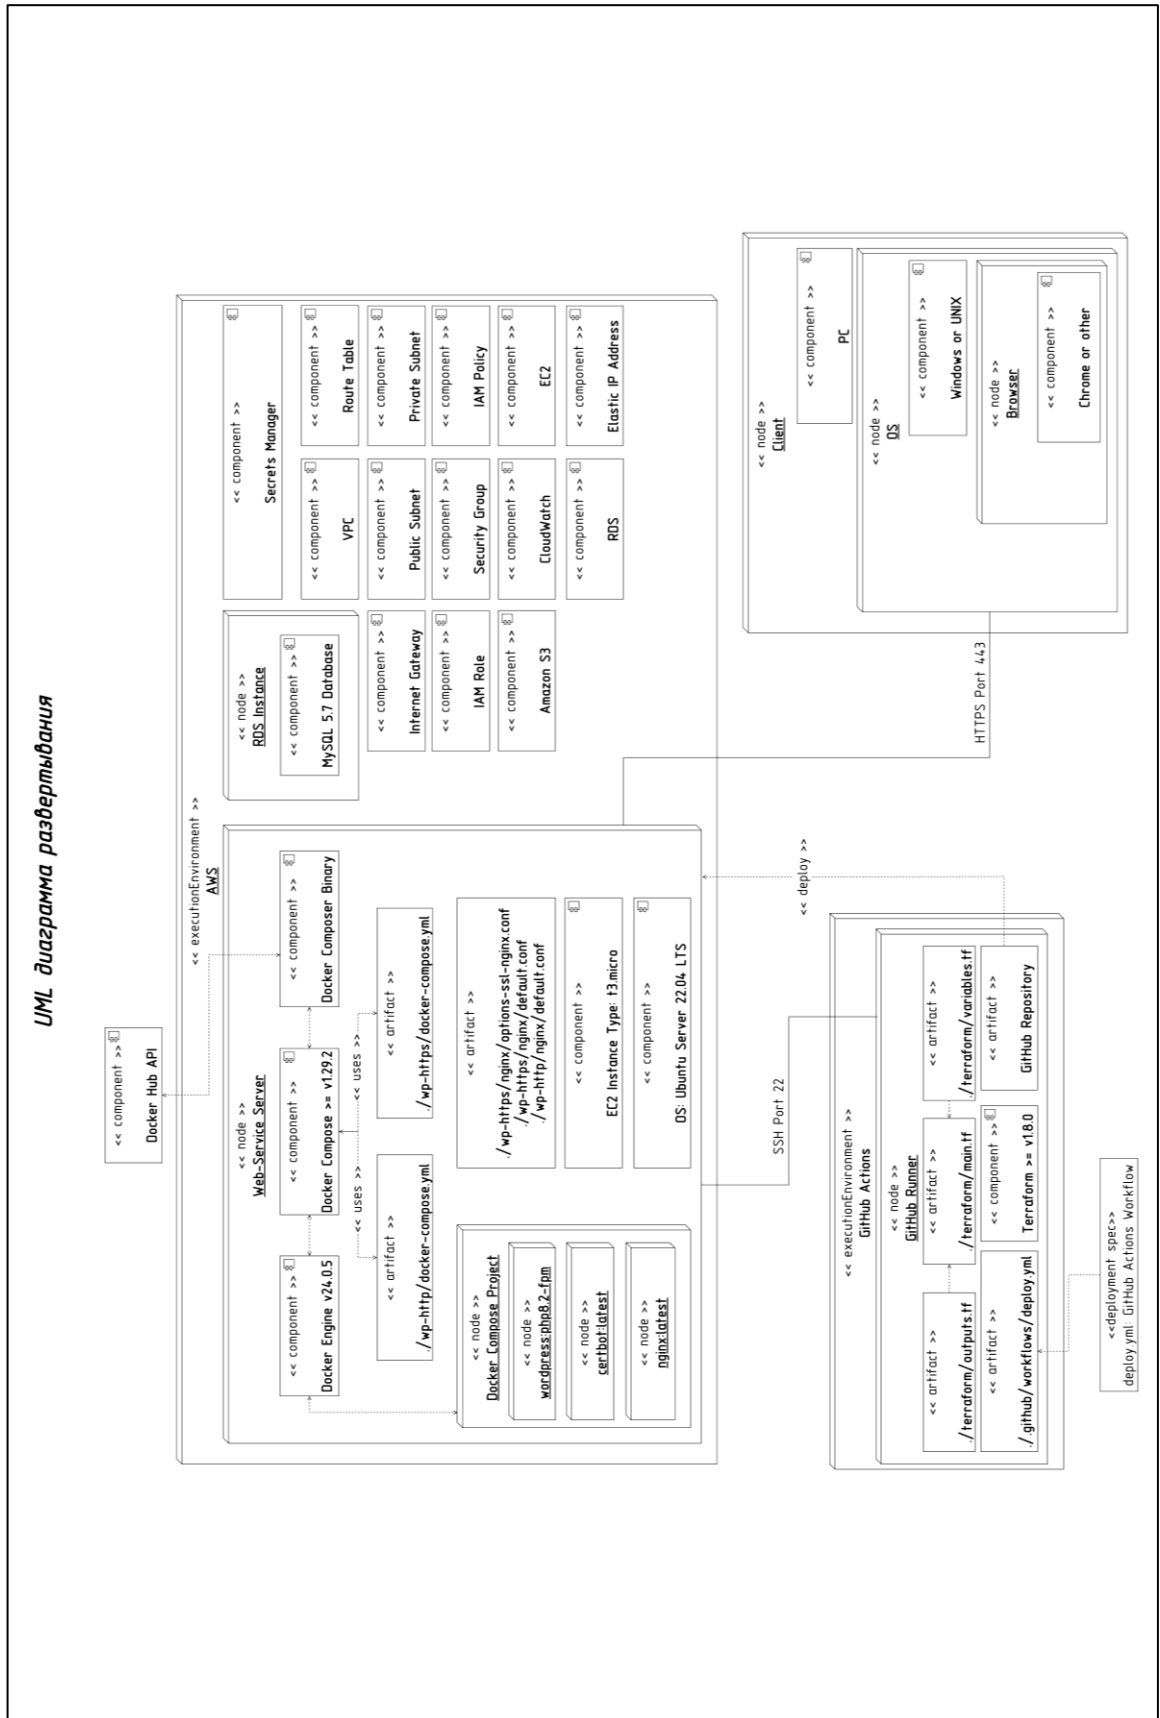 UML диаграмма развертывания
<< component >>
Docker Hub API
<< executionEnvironment >>
AWS
<< node >>
Web-Service Server
<< component >>
Docker Engine v24.0.5
<< component >>
Docker Compose >= v1.29.2
<< component >>
Docker Composer Binary
<< uses >>
<< uses >>
<< artifact >>
./wp-http/docker-compose.yml
<< artifact >>
./wp-https/docker-compose.yml
<< node >>
Docker Compose Project
<< node >>
wordpress:php8.2-fpm
<< node >>
certbot:latest
<< node >>
nginx:latest
<< artifact >>
./wp-https/nginx/options-ssl-nginx.conf
./wp-https/nginx/default.conf
./wp-http/nginx/default.conf
<< component >>
EC2 Instance Type: t3.micro
<< component >>
OS: Ubuntu Server 22.04 LTS
<< node >>
RDS Instance
<< component >>
MySQL 5.7 Database
<< component >>
Secrets Manager
<< component >>
VPC
<< component >>
Route Table
<< component >>
Internet Gateway
<< component >>
Public Subnet
<< component >>
Private Subnet
<< component >>
IAM Role
<< component >>
Security Group
<< component >>
IAM Policy
<< component >>
Amazon S3
<< component >>
CloudWatch
<< component >>
EC2
<< component >>
RDS
<< component >>
Elastic IP Address
SSH Port 22
<< deploy >>
HTTPS Port 443
<< executionEnvironment >>
GitHub Actions
<< node >>
GitHub Runner
<< artifact >>
./terraform/outputs.tf
<< artifact >>
./terraform/main.tf
<< artifact >>
./terraform/variables.tf
<< artifact >>
./.github/workflows/deploy.yml
<< component >>
Terraform >= v1.8.0
<< artifact >>
GitHub Repository
<<deployment spec>>
deploy.yml: GitHub Actions Workflow
<< node >>
Client
<< component >>
PC
<< node >>
OS
<< component >>
Windows or UNIX
<< node >>
Browser
<< component >>
Chrome or other